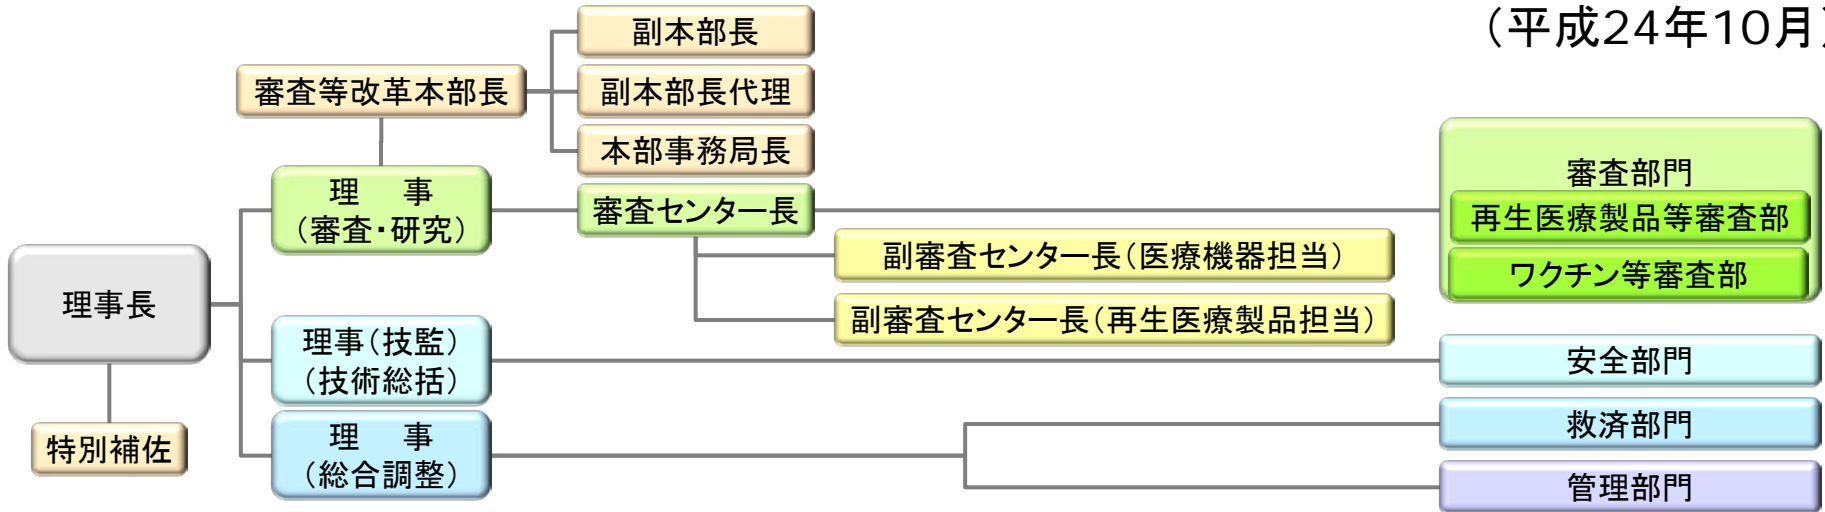 （平成24年10月）
副本部長
審査等改革本部長
副本部長代理
本部事務局長
理　事
（審査・研究）
審査センター長
審査部門
再生医療製品等審査部
ワクチン等審査部
副審査センター長（医療機器担当）
副審査センター長（再生医療製品担当）
理事長
理事（技監）
（技術総括）
安全部門
特別補佐
理　事
（総合調整）
救済部門
管理部門